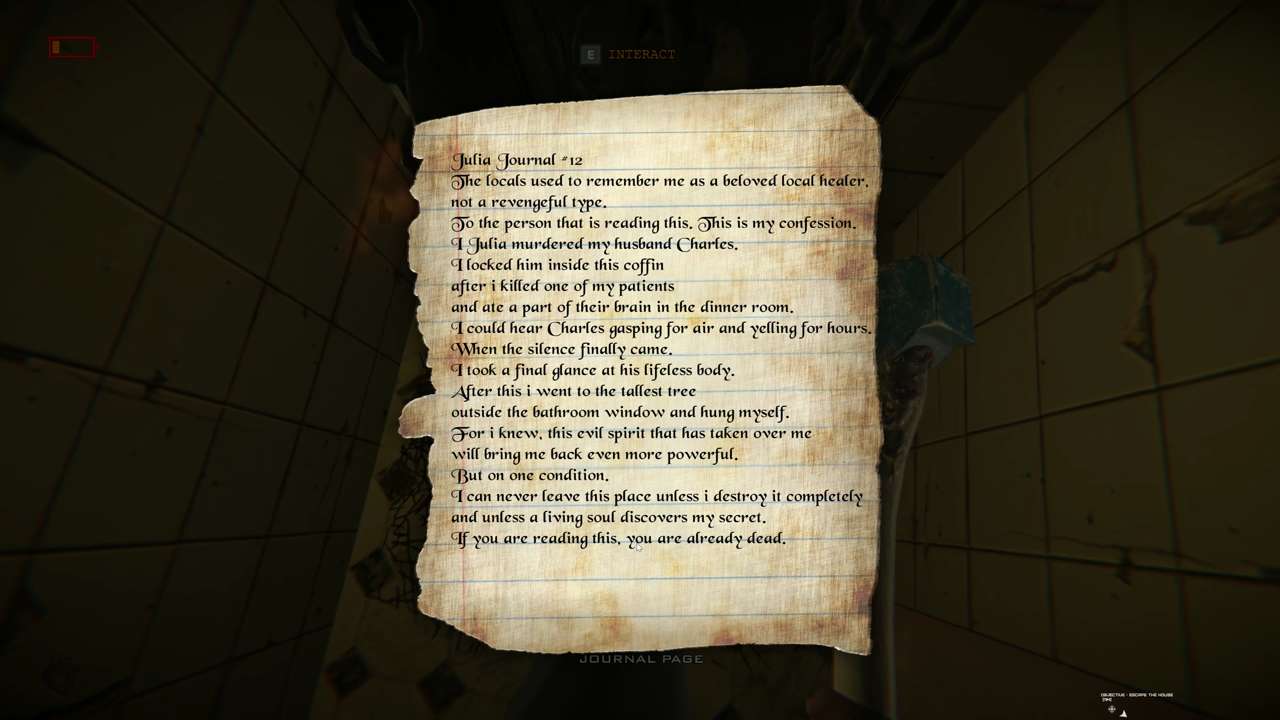 E INTERACT
Julia Journal #12
The locals used to remember me as a beloved local healer,
not a revengeful type.
To the person that is reading this. This is my confession.
I Julia murdered my husband Charles.
I locked him inside this coffin
after i killed one of my patients
and ate a part of their brain in the dinner room.
I could hear Charles gasping for air and yelling for hours.
When the silence finally came.
I took a final glance at his lifeless body.
After this i went to the tallest tree
outside the bathroom window and hung myself.
For i knew, this evil spirit that has taken over me
will bring me back even more powerful.
But on one condition.
I can never leave this place unless i destroy it completely
and unless a living soul discovers my secret.
If you are reading this, you are already dead.
JOURNAL PAGE
OBJECTIVE - ESCAPE THE HOUSE